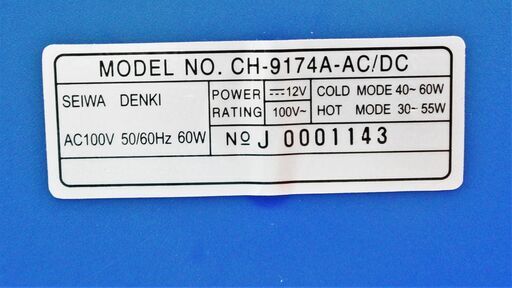 MODEL NO. CH-9174A-AC/DC
SEIWA DENKI
AC100V 50/60Hz 60W
POWER RATING
⎓12V
100V~
COLD MODE 40~60W
HOT MODE 30~55W
Nº J 0001143